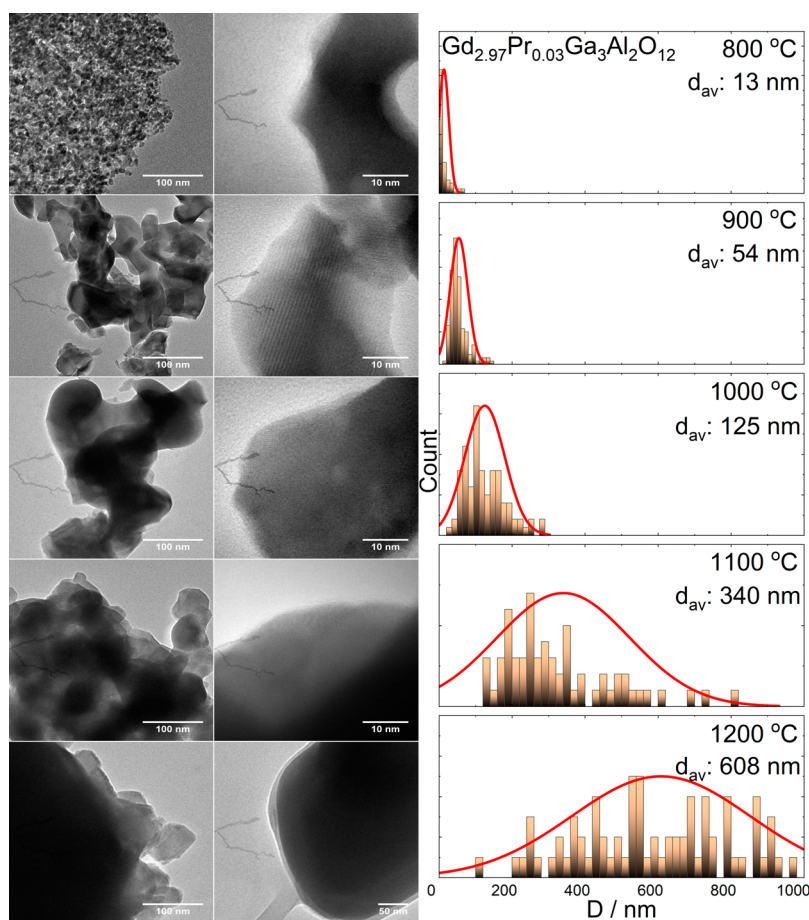 100 nm
10 nm
100 nm
10 nm
100 nm
10 nm
100 nm
10 nm
100 nm
50 nm
Gd2.97Pr0.03Ga3Al2O12
800 °C
dav: 13 nm
900 °C
dav: 54 nm
1000 °C
dav: 125 nm
Count
1100 °C
dav: 340 nm
1200 °C
dav: 608 nm
0 200 400 600 800 1000
D / nm